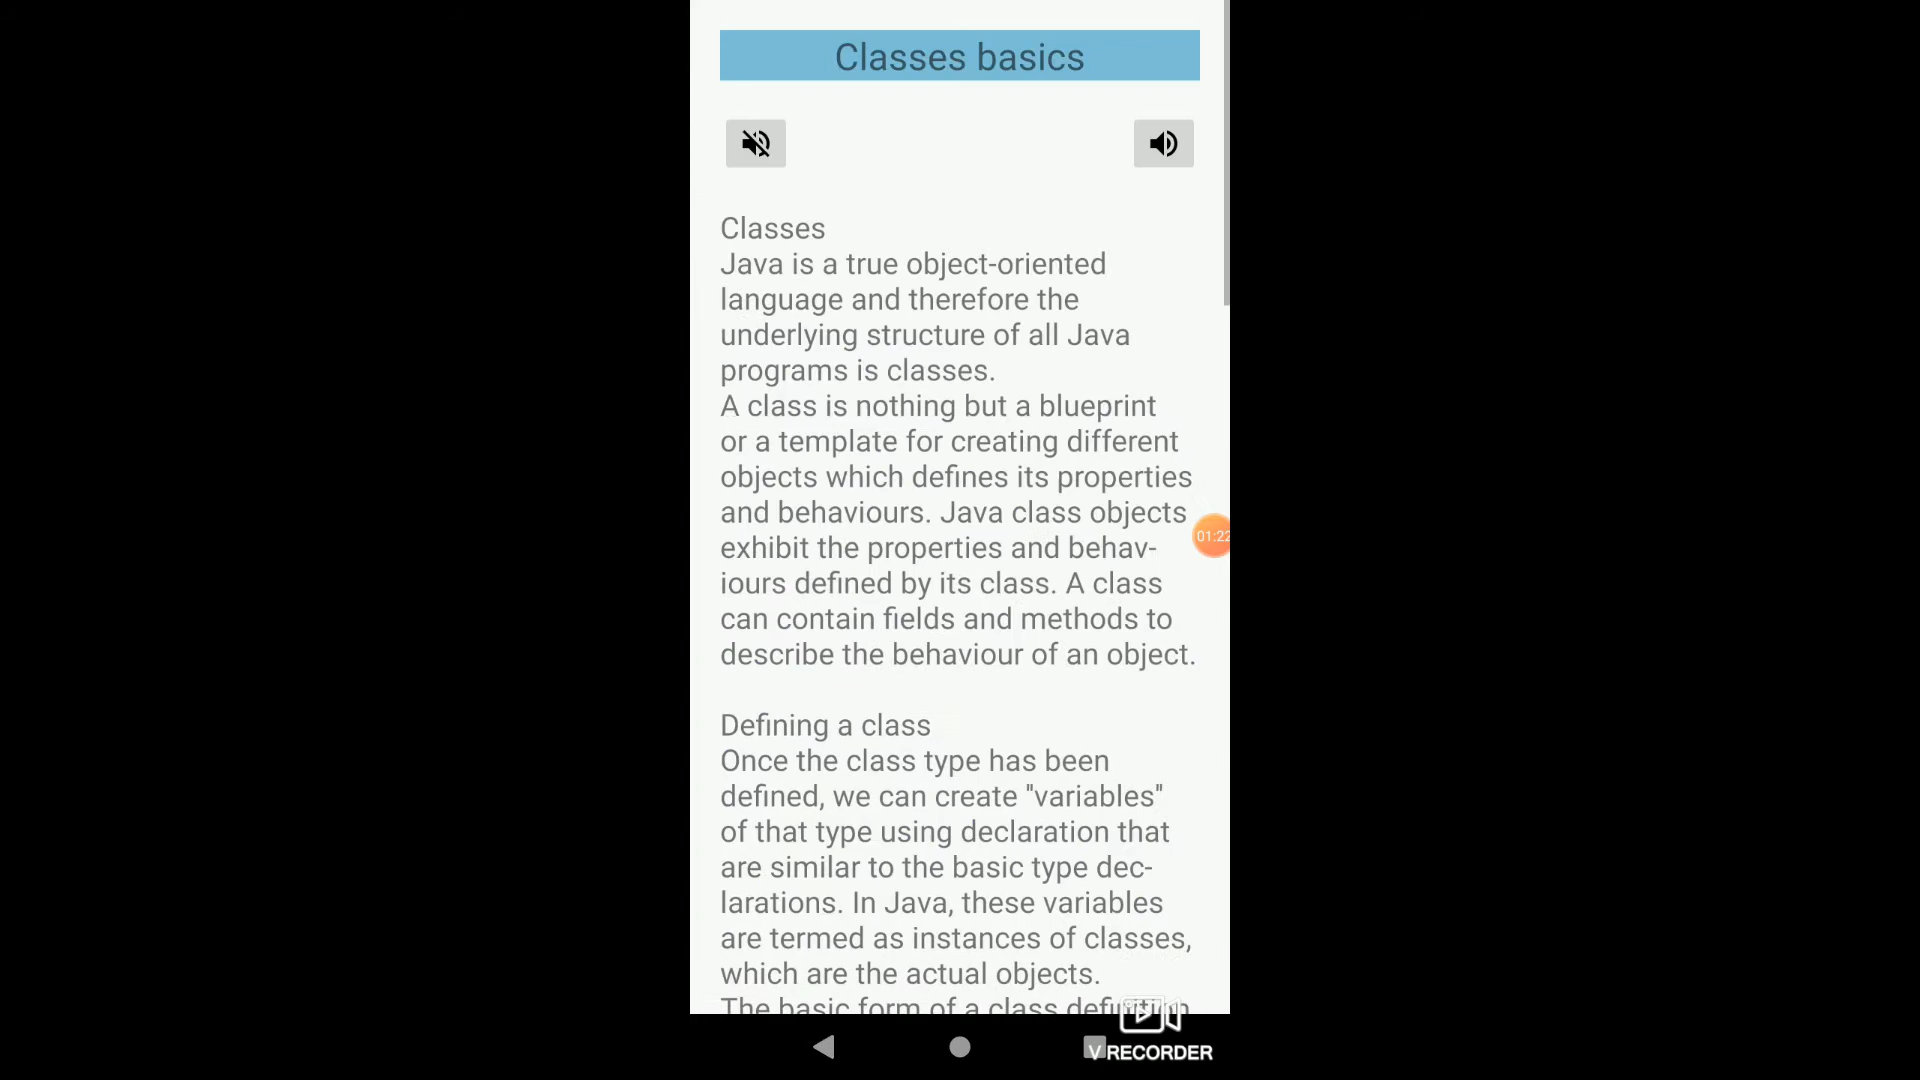 Classes basics
Classes
Java is a true object-oriented
language and therefore the
underlying structure of all Java
programs is classes.
A class is nothing but a blueprint
or a template for creating different
objects which defines its properties
and behaviours. Java class objects
exhibit the properties and behav-
iours defined by its class. A class
01:22
can contain fields and methods to
describe the behaviour of an object.
Defining a class
Once the class type has been
defined, we can create "variables"
of that type using declaration that
are similar to the basic type dec-
larations. In Java, these variables
are termed as instances of classes,
which are the actual objects.
The basic form of a class definition
V RECORDER